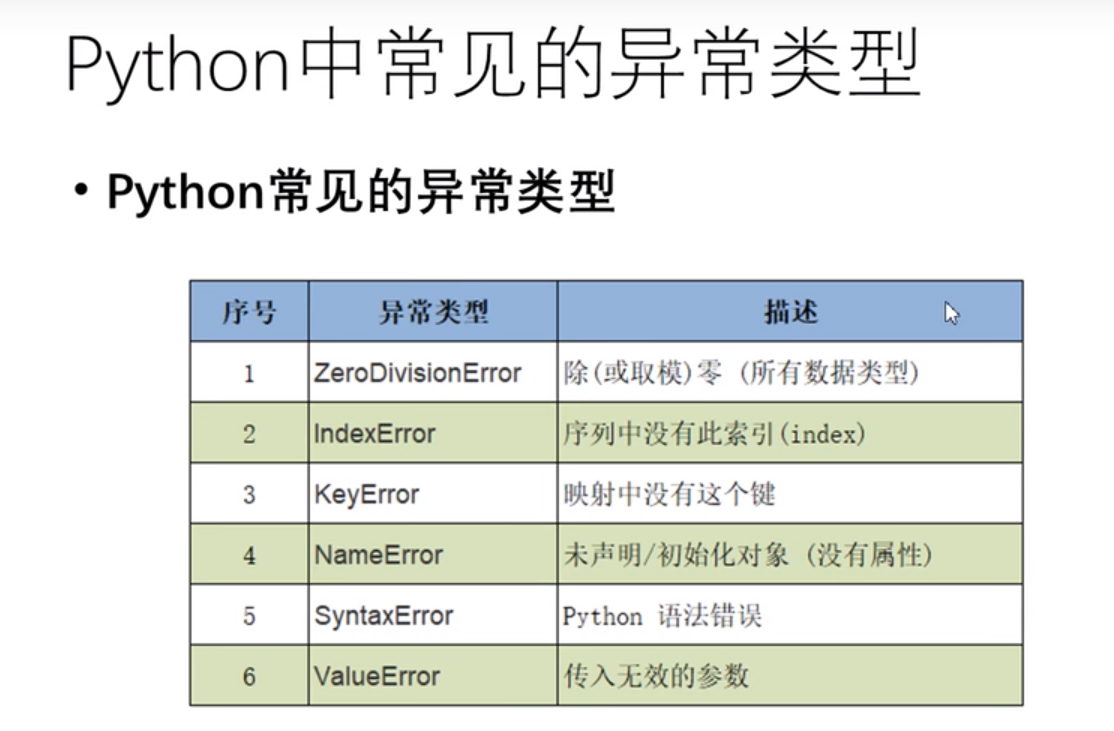 Python中常见的异常类型
• Python常见的异常类型
序号 异常类型 描述
1 ZeroDivisionError 除(或取模)零 (所有数据类型)
2 IndexError 序列中没有此索引(index)
3 KeyError 映射中没有这个键
4 NameError 未声明/初始化对象 (没有属性)
5 SyntaxError Python 语法错误
6 ValueError 传入无效的参数